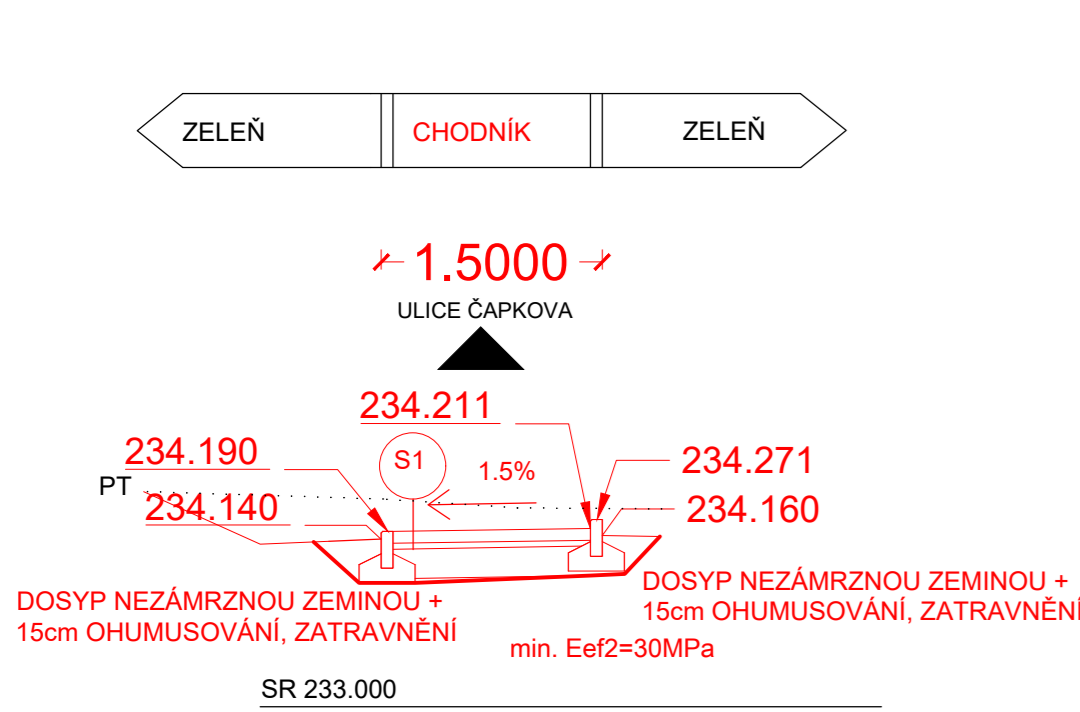 ZELEŇ CHODNÍK ZELEŇ
1.5000
ULICE ČAPKOVA
234.211
234.190 S1 1.5% 234.271
PT
234.140 234.160
DOSYP NEZÁMRZNOU ZEMINOU +
15cm OHUMUSOVÁNÍ, ZATRAVNĚNÍ
DOSYP NEZÁMRZNOU ZEMINOU +
15cm OHUMUSOVÁNÍ, ZATRAVNĚNÍ
min. Eef2=30MPa
SR 233.000